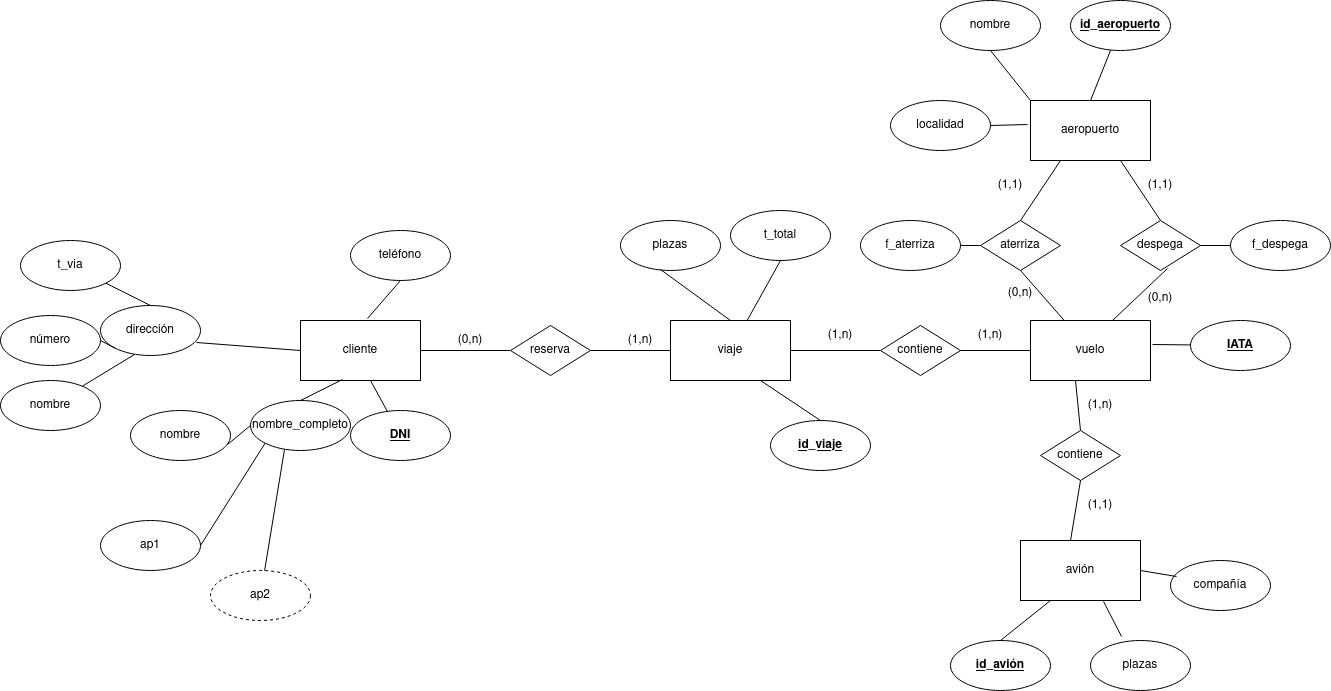 nombre
id_aeropuerto
localidad
aeropuerto
(1,1)
(1,1)
f_aterriza
aterriza
despega
f_despega
(0,n)
(0,n)
t_via
número
nombre
dirección
teléfono
cliente
(0,n)
reserva
(1,n)
plazas
t_total
viaje
(1,n)
contiene
(1,n)
vuelo
IATA
nombre
nombre_completo
DNI
id_viaje
ap1
ap2
(1,n)
contiene
(1,1)
avión
compañía
id_avión
plazas